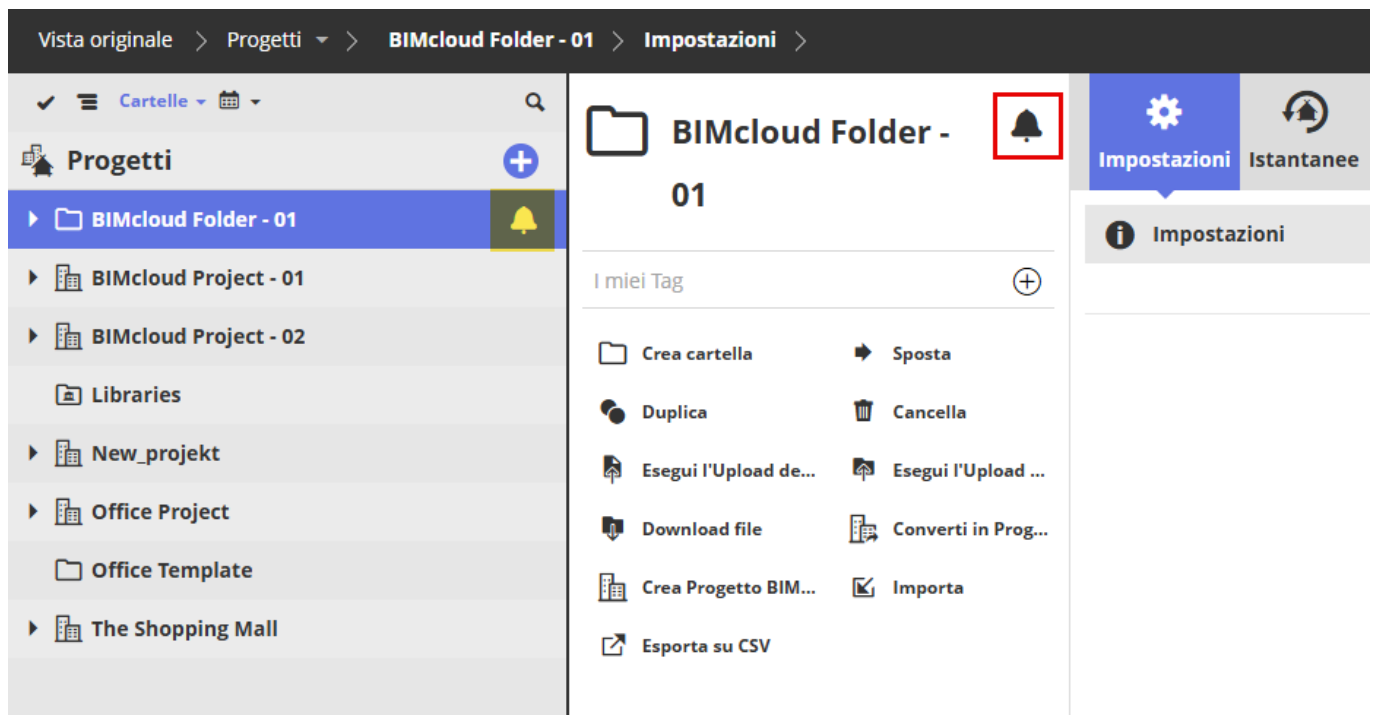 Vista originale > Progetti > BIMcloud Folder - 01 > Impostazioni >
Cartelle
Progetti
BIMcloud Folder - 01
BIMcloud Project - 01
BIMcloud Project - 02
Libraries
New_projekt
Office Project
Office Template
The Shopping Mall
BIMcloud Folder -
01
I miei Tag
Crea cartella
Sposta
Duplica
Cancella
Esegui l'Upload de...
Esegui l'Upload ...
Download file
Converti in Prog...
Crea Progetto BIM...
Importa
Esporta su CSV
Impostazioni
Istantanee
Impostazioni